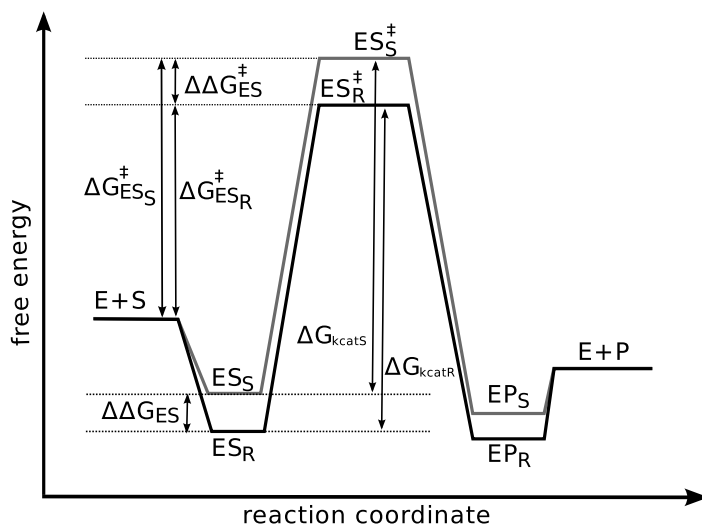 ES‡S
ΔΔG‡ES
ES‡R
ΔG‡ESS
ΔG‡ESR
free energy
E+S
ΔGkcatS
E+P
ΔGkcatR
ESS
EPS
ΔΔGES
ESR
EPR
reaction coordinate